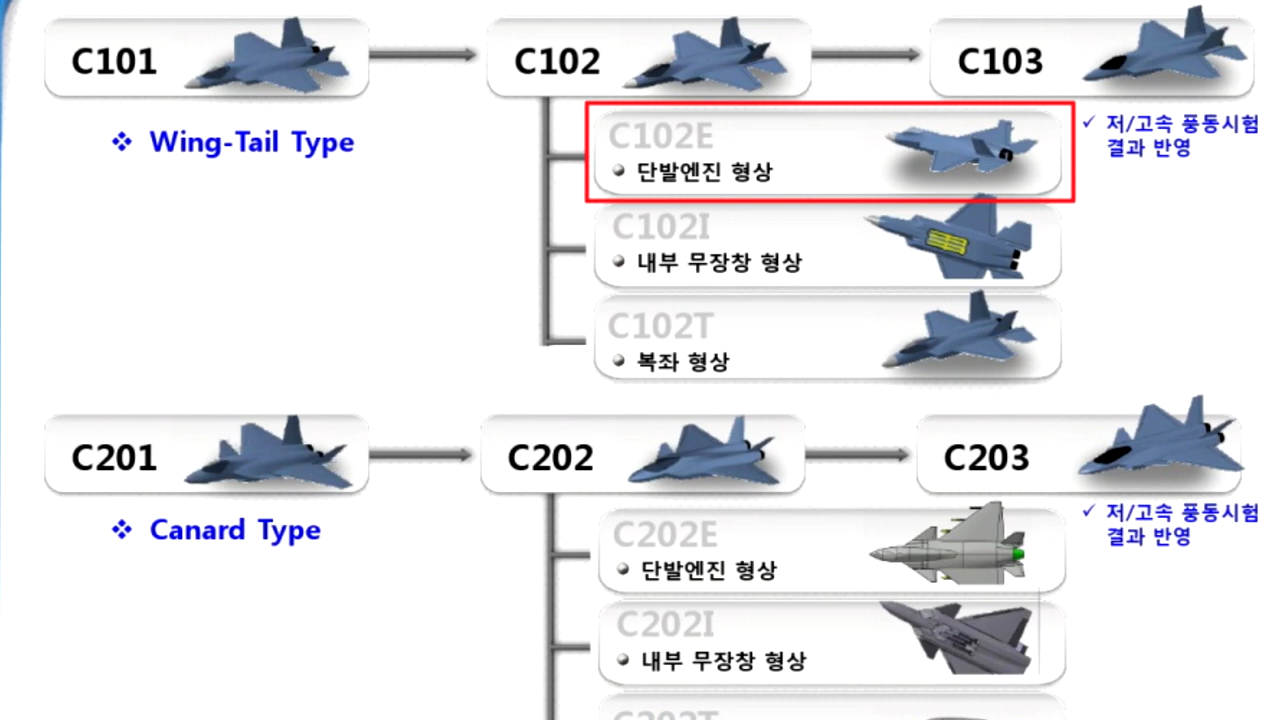 C101
C102
C103
❖ Wing-Tail Type
C102E
단발엔진 형상
✓ 저/고속 풍동시험
결과 반영
C102I
내부 무장창 형상
C102T
복좌 형상
C201
C202
C203
❖ Canard Type
C202E
단발엔진 형상
✓ 저/고속 풍동시험
결과 반영
C202I
내부 무장창 형상
C202T